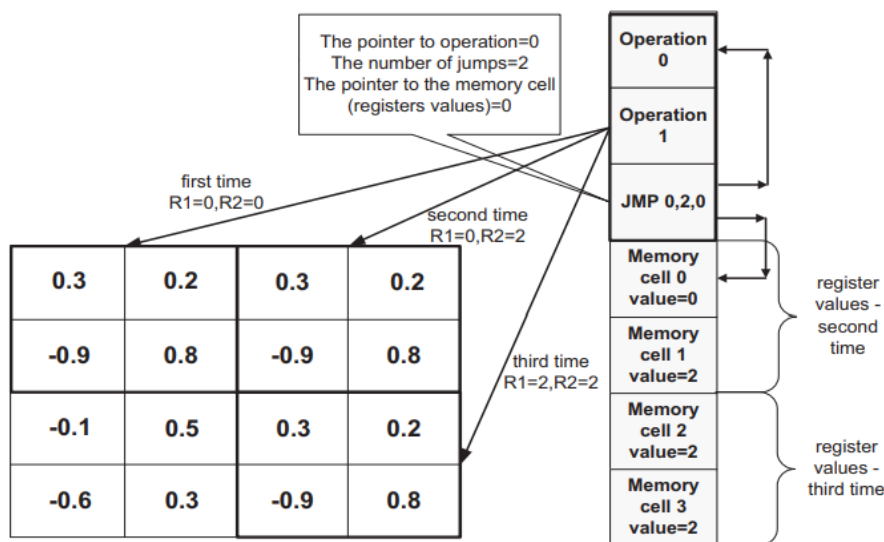 The pointer to operation=0
The number of jumps=2
The pointer to the memory cell
(registers values)=0
Operation
0
Operation
1
JMP 0,2,0
first time
R1=0,R2=0
second time
R1=0,R2=2
third time
R1=2,R2=2
0.3 0.2 0.3 0.2
-0.9 0.8 -0.9 0.8
-0.1 0.5 0.3 0.2
-0.6 0.3 -0.9 0.8
Memory
cell 0
value=0
Memory
cell 1
value=2
Memory
cell 2
value=2
Memory
cell 3
value=2
register
values -
second
time
register
values -
third time